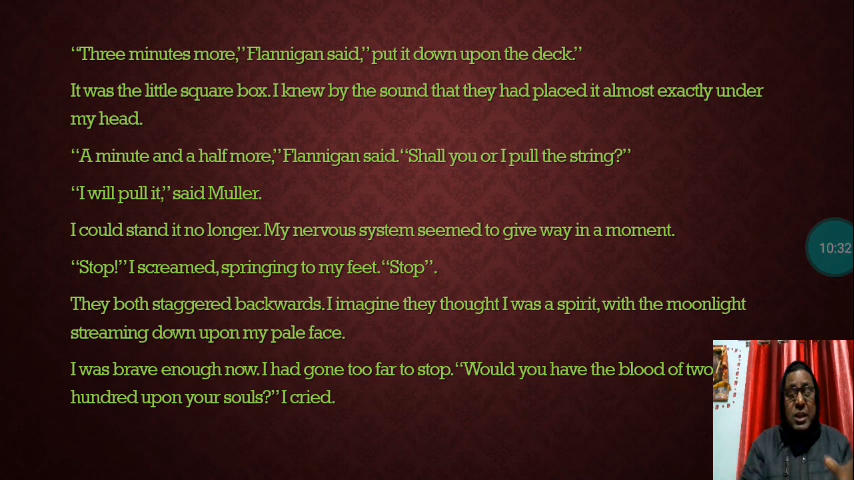 “Three minutes more,” Flannigan said,” put it down upon the deck.”
It was the little square box. I knew by the sound that they had placed it almost exactly under
my head.
“A minute and a half more,” Flannigan said. “Shall you or I pull the string?”
“I will pull it,” said Muller.
I could stand it no longer. My nervous system seemed to give way in a moment.
“Stop!” I screamed, springing to my feet. “Stop”.
They both staggered backwards. I imagine they thought I was a spirit, with the moonlight
streaming down upon my pale face.
I was brave enough now. I had gone too far to stop. “Would you have the blood of two
hundred upon your souls?” I cried.
10:32